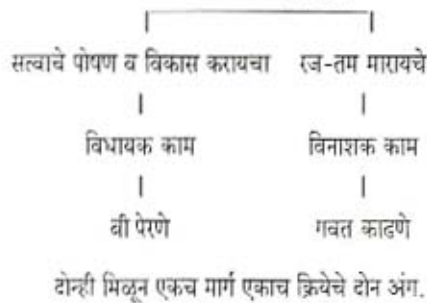 सत्वाचे पोषण व विकास करायचा रज-तम मारायचे
विधायक काम विनाशक काम
बी पेरणे गवत काढणे
दोन्ही मिळून एकच मार्ग एकाच क्रियेचे दोन अंग.